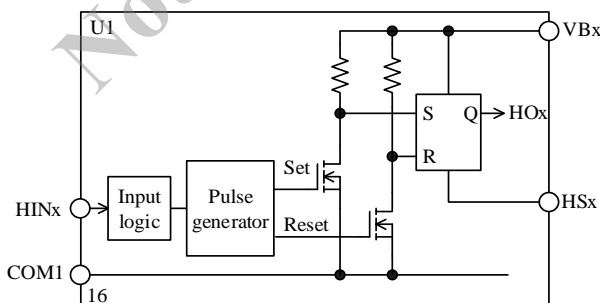 U1
VBx
S
Q
HOx
R
Set
HINx
Input
logic
Pulse
generator
Reset
HSx
COM1
16